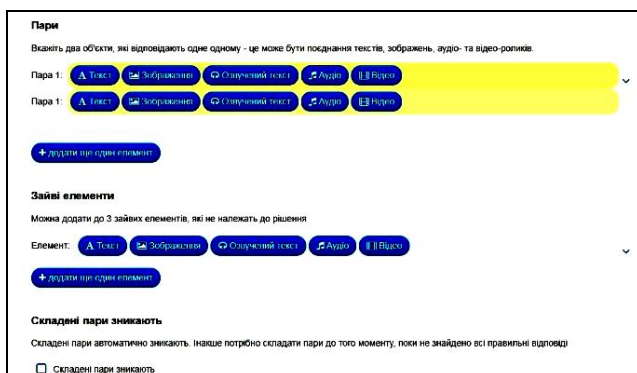 Пари
Вкажіть два об'єкти, які відповідають одне одному - це може бути поєднання текстів, зображень, аудіо- та відео-роликів.
Пара 1: Текст Зображення Озвучений текст Аудіо Відео
Пара 1: Текст Зображення Озвучений текст Аудіо Відео
+ додати ще один елемент
Зайві елементи
Можна додати до 3 зайвих елементів, які не належать до рішення
Елемент: Текст Зображення Озвучений текст Аудіо Відео
+ додати ще один елемент
Складені пари зникають
Складені пари автоматично зникають. Інакше потрібно складати пари до того моменту, поки не знайдено всі правильні відповіді
Складені пари зникають